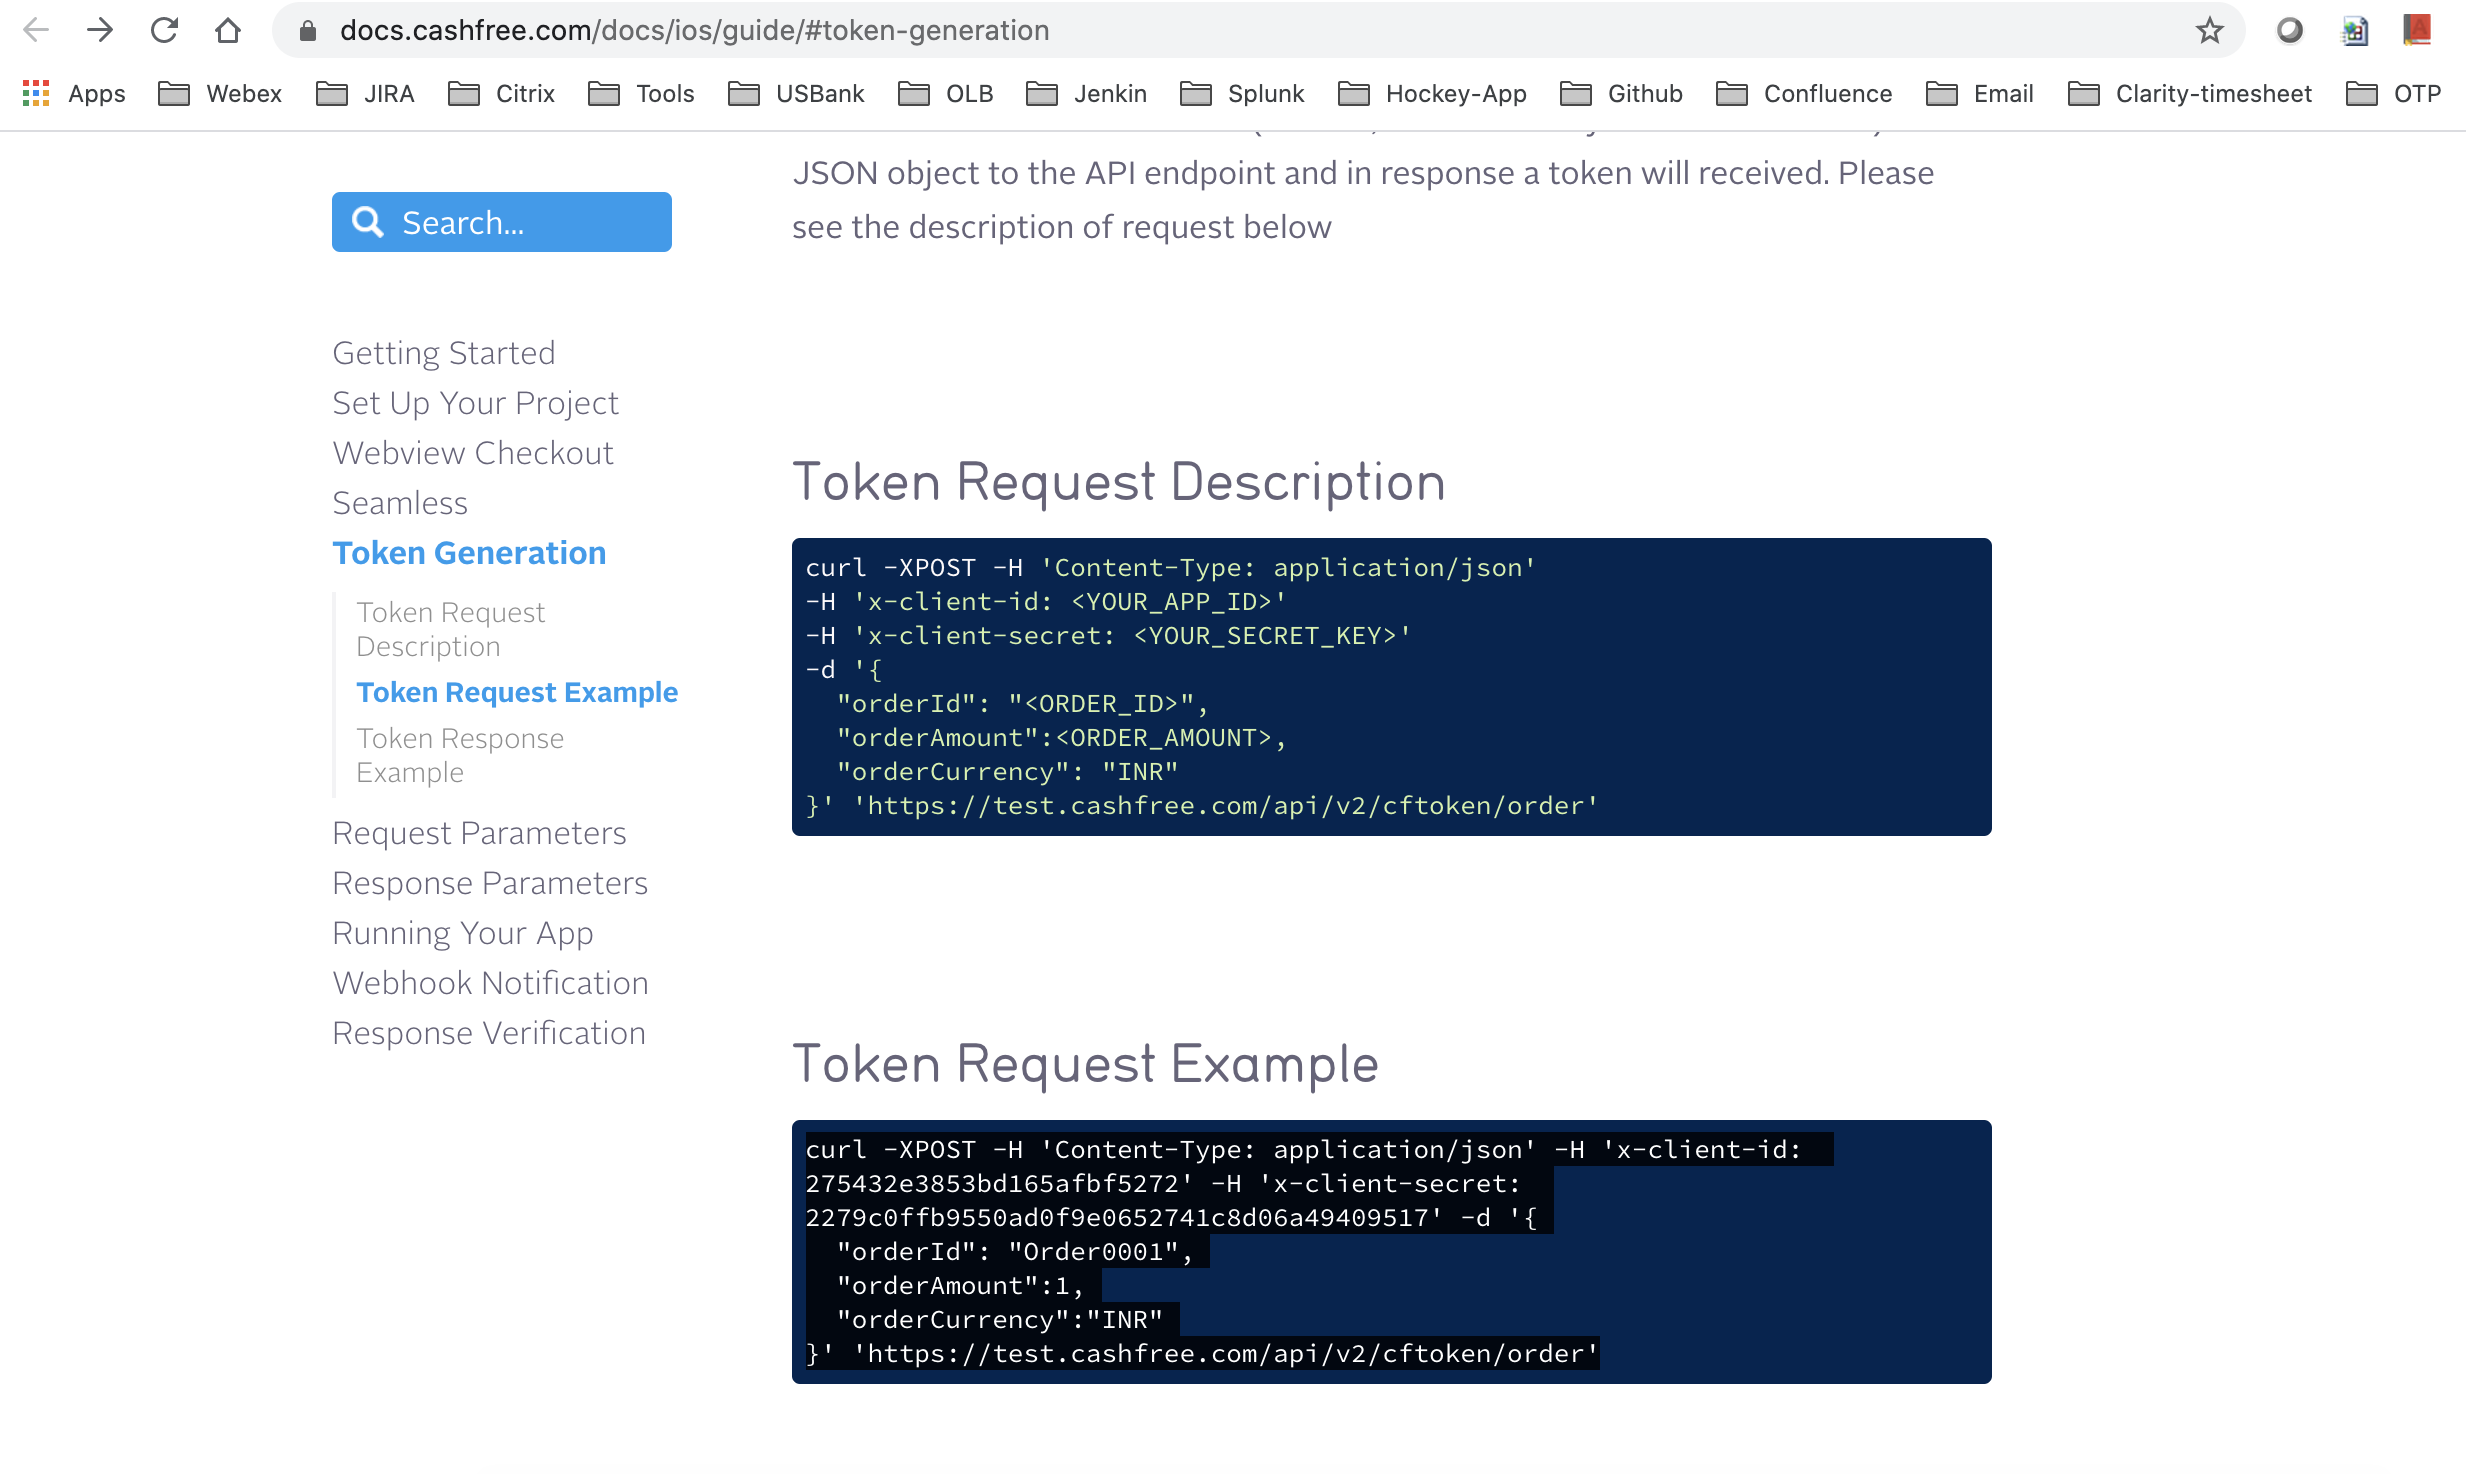 docs.cashfree.com/docs/ios/guide/#token-generation
Apps Webex JIRA Citrix Tools USBank OLB Jenkin Splunk Hockey-App Github Confluence Email Clarity-timesheet OTP
JSON object to the API endpoint and in response a token will received. Please
see the description of request below
Search...
Getting Started
Set Up Your Project
Webview Checkout
Seamless
Token Generation
Token Request
Description
Token Request Example
Token Response
Example
Request Parameters
Response Parameters
Running Your App
Webhook Notification
Response Verification
Token Request Description
curl -XPOST -H 'Content-Type: application/json'
-H 'x-client-id: <YOUR_APP_ID>'
-H 'x-client-secret: <YOUR_SECRET_KEY>'
-d '{
  "orderId": "<ORDER_ID>",
  "orderAmount":<ORDER_AMOUNT>,
  "orderCurrency": "INR"
}' 'https://test.cashfree.com/api/v2/cftoken/order'
Token Request Example
curl -XPOST -H 'Content-Type: application/json' -H 'x-client-id:
275432e3853bd165afbf5272' -H 'x-client-secret:
2279c0ffb9550ad0f9e0652741c8d06a49409517' -d '{
  "orderId": "Order0001",
  "orderAmount":1,
  "orderCurrency":"INR"
}' 'https://test.cashfree.com/api/v2/cftoken/order'